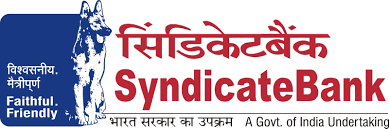 विश्वसनीय.
मैत्रीपूर्ण
Faithful.
Friendly
सिंडिकेटबैंक
SyndicateBank
भारत सरकार का उपक्रम A Govt. of India Undertaking